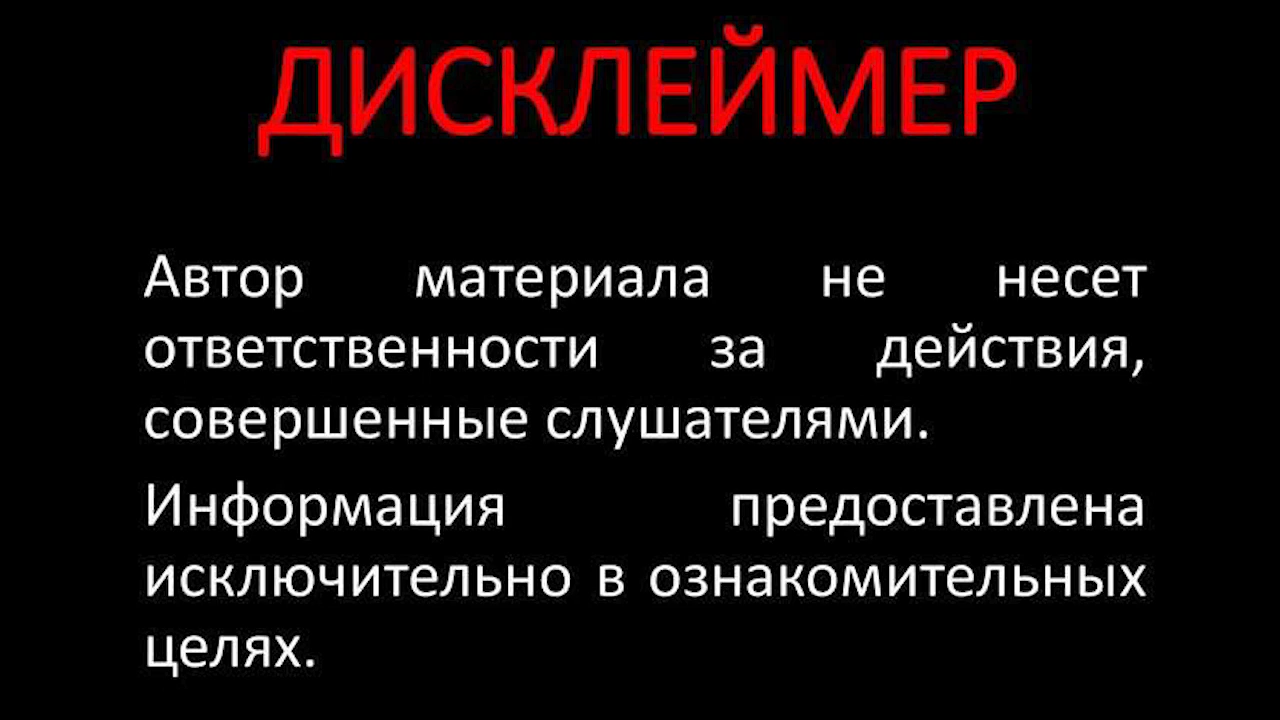 ДИСКЛЕЙМЕР
Автор материала не несет
ответственности за действия,
совершенные слушателями.
Информация предоставлена
исключительно в ознакомительных
целях.